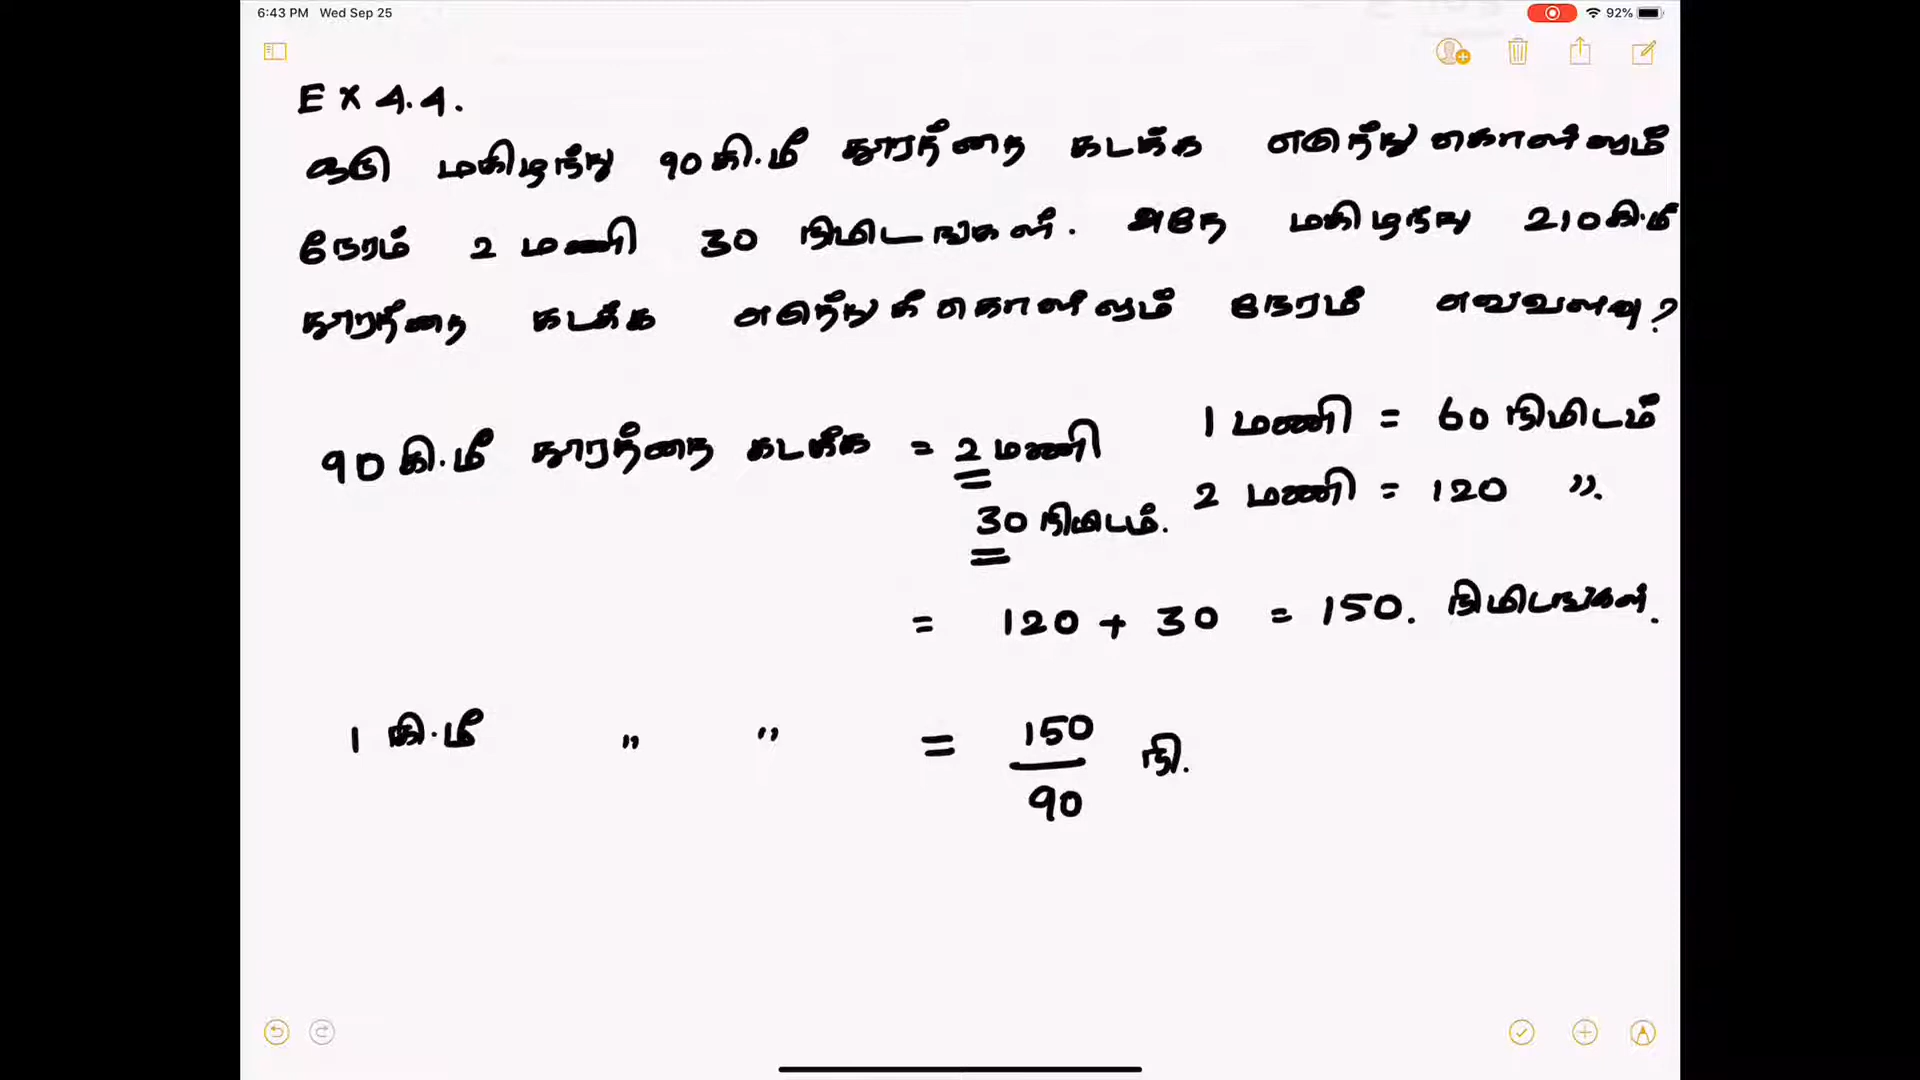 6:43 PM Wed Sep 25
92%
Ex 4.4.
ஒரு மகிழுந்து 90 கி.மீ தூரத்தை கடக்க எடுத்துகொள்ளும்
நேரம் 2 மணி 30 நிமிடங்கள். அதே மகிழுந்து 210 கி.மீ
தூரத்தை கடக்க எடுத்துக்கொள்ளும் நேரம் எவ்வளவு?
90 கி.மீ தூரத்தை கடக்க = 2 மணி
30 நிமிடம்.
1 மணி = 60 நிமிடம்
2 மணி = 120 ".
= 120 + 30 = 150. நிமிடங்கள்.
1 கி.மீ " " = 150/90 நி.